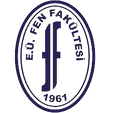 E.Ü. FEN FAKÜLTESİ
1961